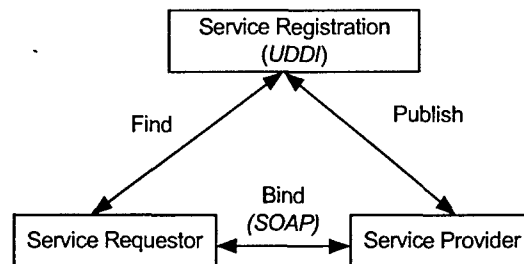 Service Registration
(UDDI)
Find
Publish
Bind
(SOAP)
Service Requestor
Service Provider